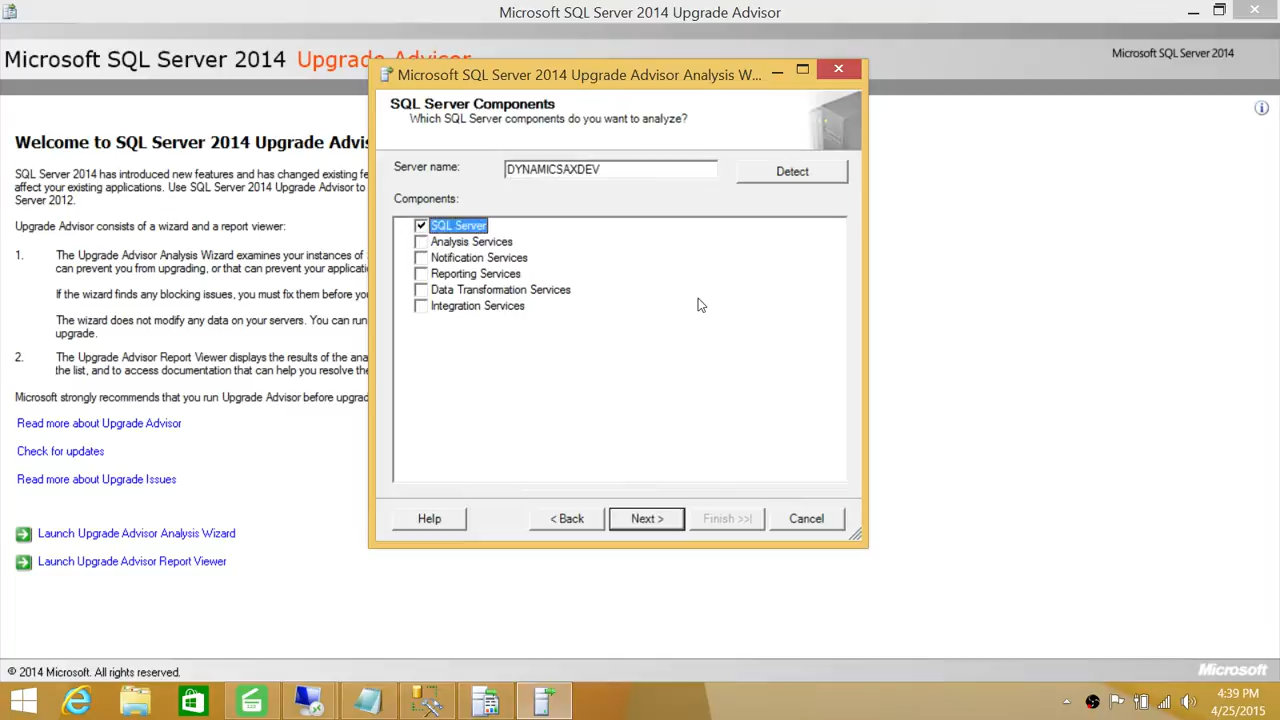 Microsoft SQL Server 2014 Upgrade Advisor
Microsoft SQL Server 2014 Upgrade Advisor
Microsoft SQL Server 2014
Microsoft SQL Server 2014 Upgrade Advisor Analysis W...
SQL Server Components
Which SQL Server components do you want to analyze?
Server name:
DYNAMICSAXDEV
Detect
Components:
SQL Server
Analysis Services
Notification Services
Reporting Services
Data Transformation Services
Integration Services
Help
< Back
Next >
Finish >>|
Cancel
Welcome to SQL Server 2014 Upgrade Advis
SQL Server 2014 has introduced new features and has changed existing fe
affect your existing applications. Use SQL Server 2014 Upgrade Advisor to
Server 2012.
Upgrade Advisor consists of a wizard and a report viewer:
1. The Upgrade Advisor Analysis Wizard examines your instances of
can prevent you from upgrading, or that can prevent your applicatio
If the wizard finds any blocking issues, you must fix them before you
The wizard does not modify any data on your servers. You can run
upgrade.
2. The Upgrade Advisor Report Viewer displays the results of the ana
the list, and to access documentation that can help you resolve the
Microsoft strongly recommends that you run Upgrade Advisor before upgrad
Read more about Upgrade Advisor
Check for updates
Read more about Upgrade Issues
Launch Upgrade Advisor Analysis Wizard
Launch Upgrade Advisor Report Viewer
© 2014 Microsoft. All rights reserved.
Microsoft
4:39 PM
4/25/2015